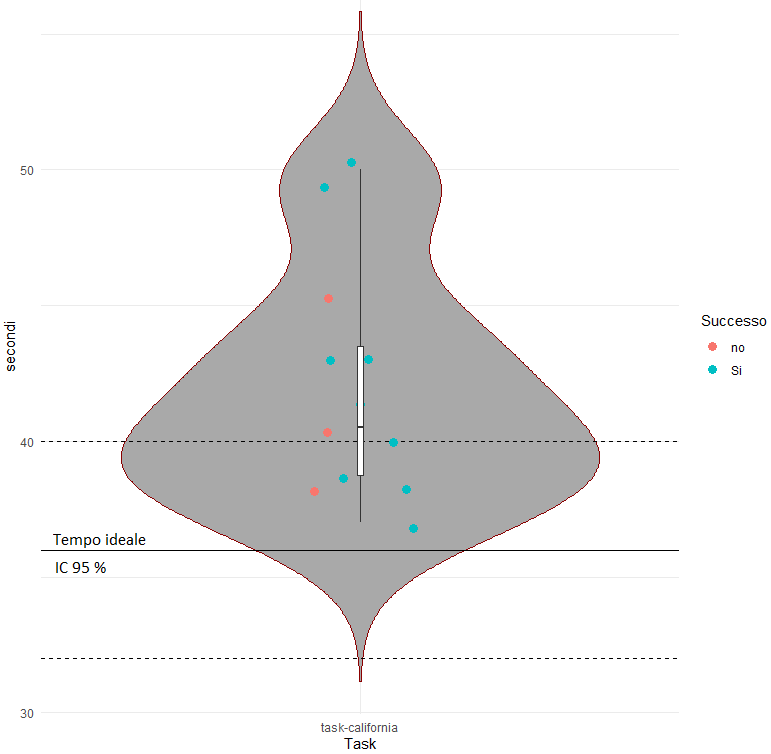 50
secondi
Successo
no
Si
40
Tempo ideale
IC 95 %
30
task-california
Task